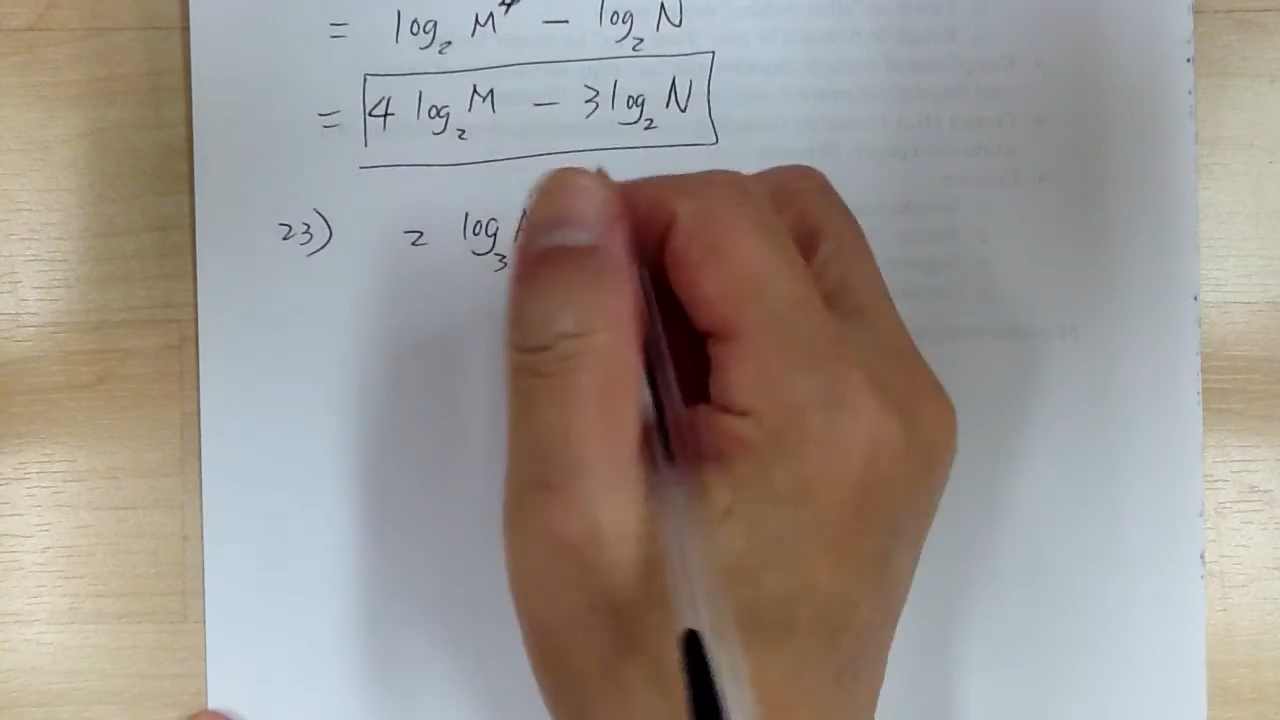 = log₂ M⁴ − log₂ N
= 4 log₂ M − 3 log₂ N
23) 2 log₃